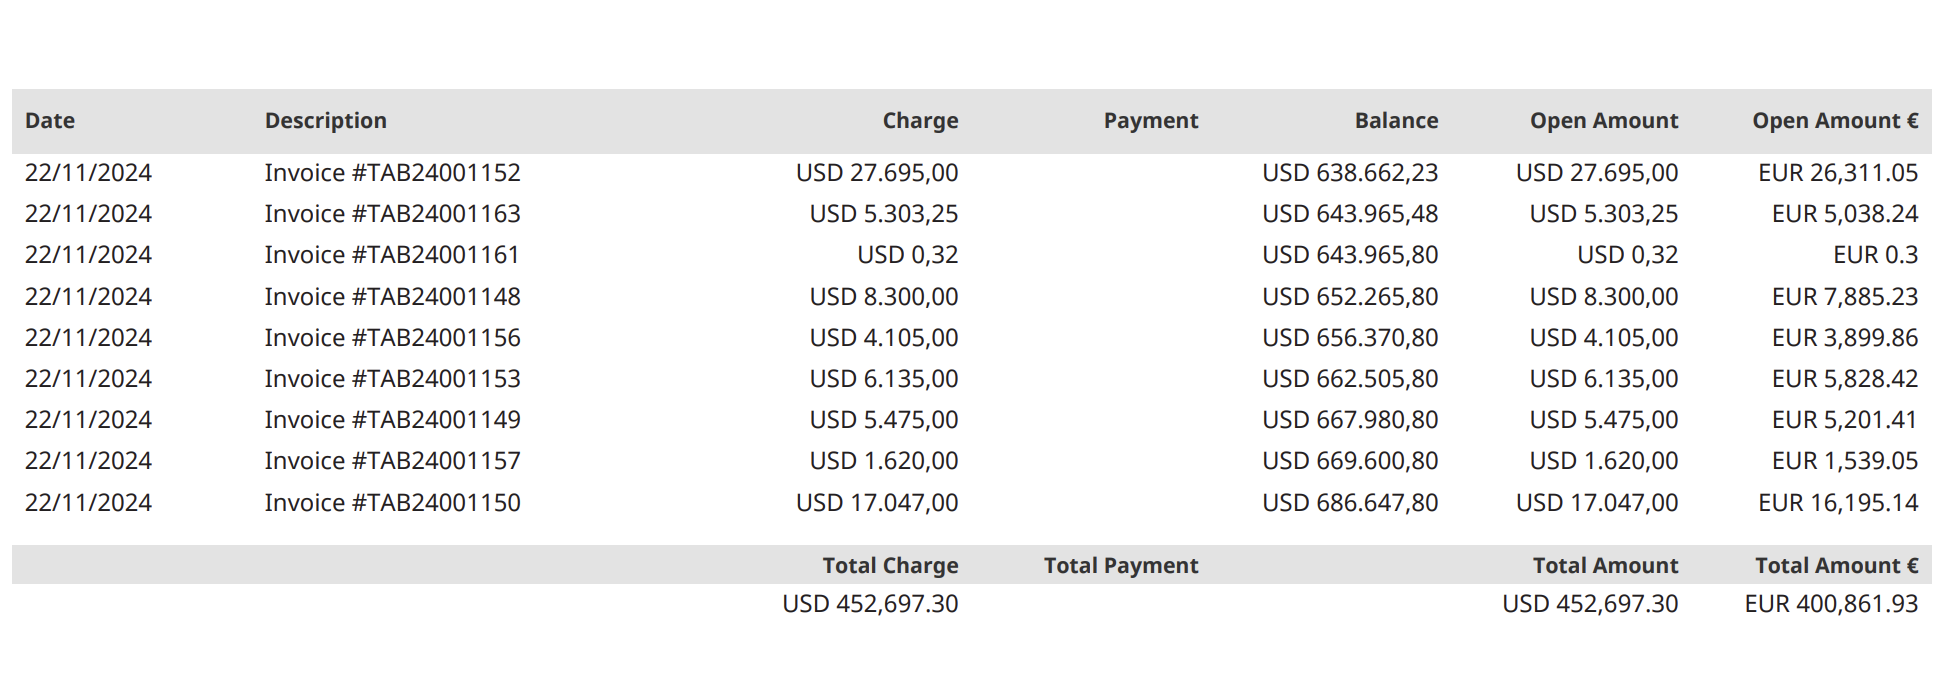 Date Description Charge Payment Balance Open Amount Open Amount €
22/11/2024 Invoice #TAB24001152 USD 27.695,00 USD 638.662,23 USD 27.695,00 EUR 26,311.05
22/11/2024 Invoice #TAB24001163 USD 5.303,25 USD 643.965,48 USD 5.303,25 EUR 5,038.24
22/11/2024 Invoice #TAB24001161 USD 0,32 USD 643.965,80 USD 0,32 EUR 0.3
22/11/2024 Invoice #TAB24001148 USD 8.300,00 USD 652.265,80 USD 8.300,00 EUR 7,885.23
22/11/2024 Invoice #TAB24001156 USD 4.105,00 USD 656.370,80 USD 4.105,00 EUR 3,899.86
22/11/2024 Invoice #TAB24001153 USD 6.135,00 USD 662.505,80 USD 6.135,00 EUR 5,828.42
22/11/2024 Invoice #TAB24001149 USD 5.475,00 USD 667.980,80 USD 5.475,00 EUR 5,201.41
22/11/2024 Invoice #TAB24001157 USD 1.620,00 USD 669.600,80 USD 1.620,00 EUR 1,539.05
22/11/2024 Invoice #TAB24001150 USD 17.047,00 USD 686.647,80 USD 17.047,00 EUR 16,195.14
Total Charge Total Payment Total Amount Total Amount €
USD 452,697.30 USD 452,697.30 EUR 400,861.93